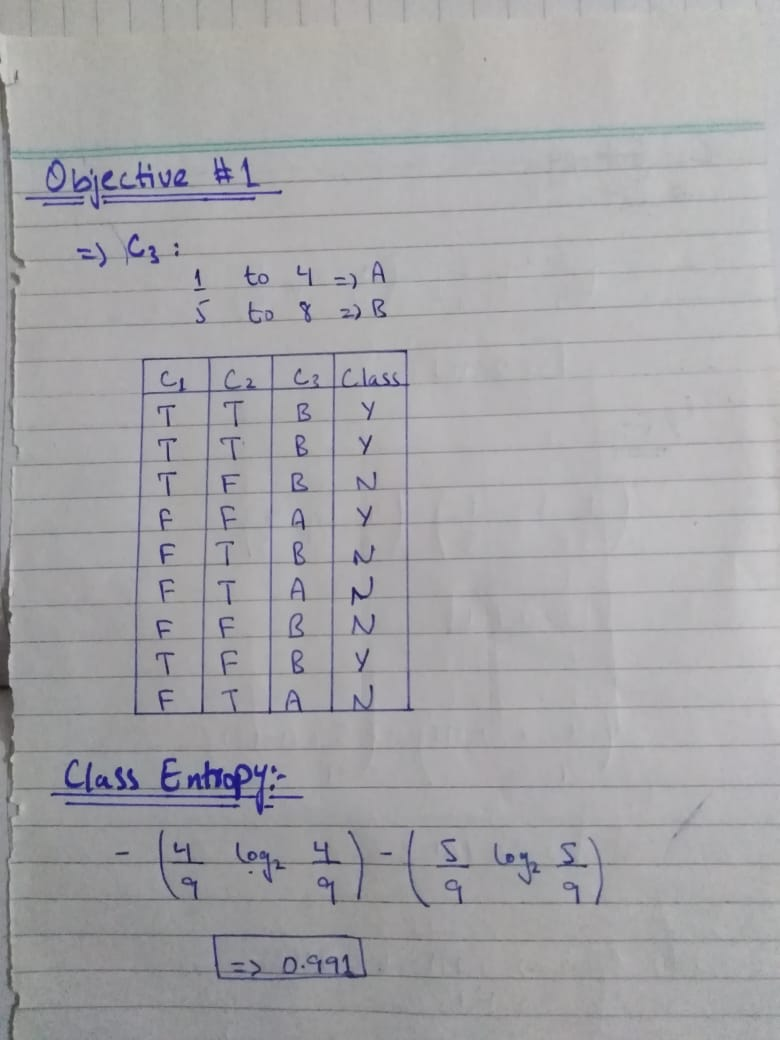 Objective #1
=> C₃ :
1 to 4 => A
5 to 8 => B
C₁ C₂ C₃ Class
T T B Y
T T B Y
T F B N
F F A Y
F T B N
F T A N
F F B N
T F B Y
F T A N
Class Entropy:-
- (4/9 log₂ 4/9) - (5/9 log₂ 5/9)
=> 0.991